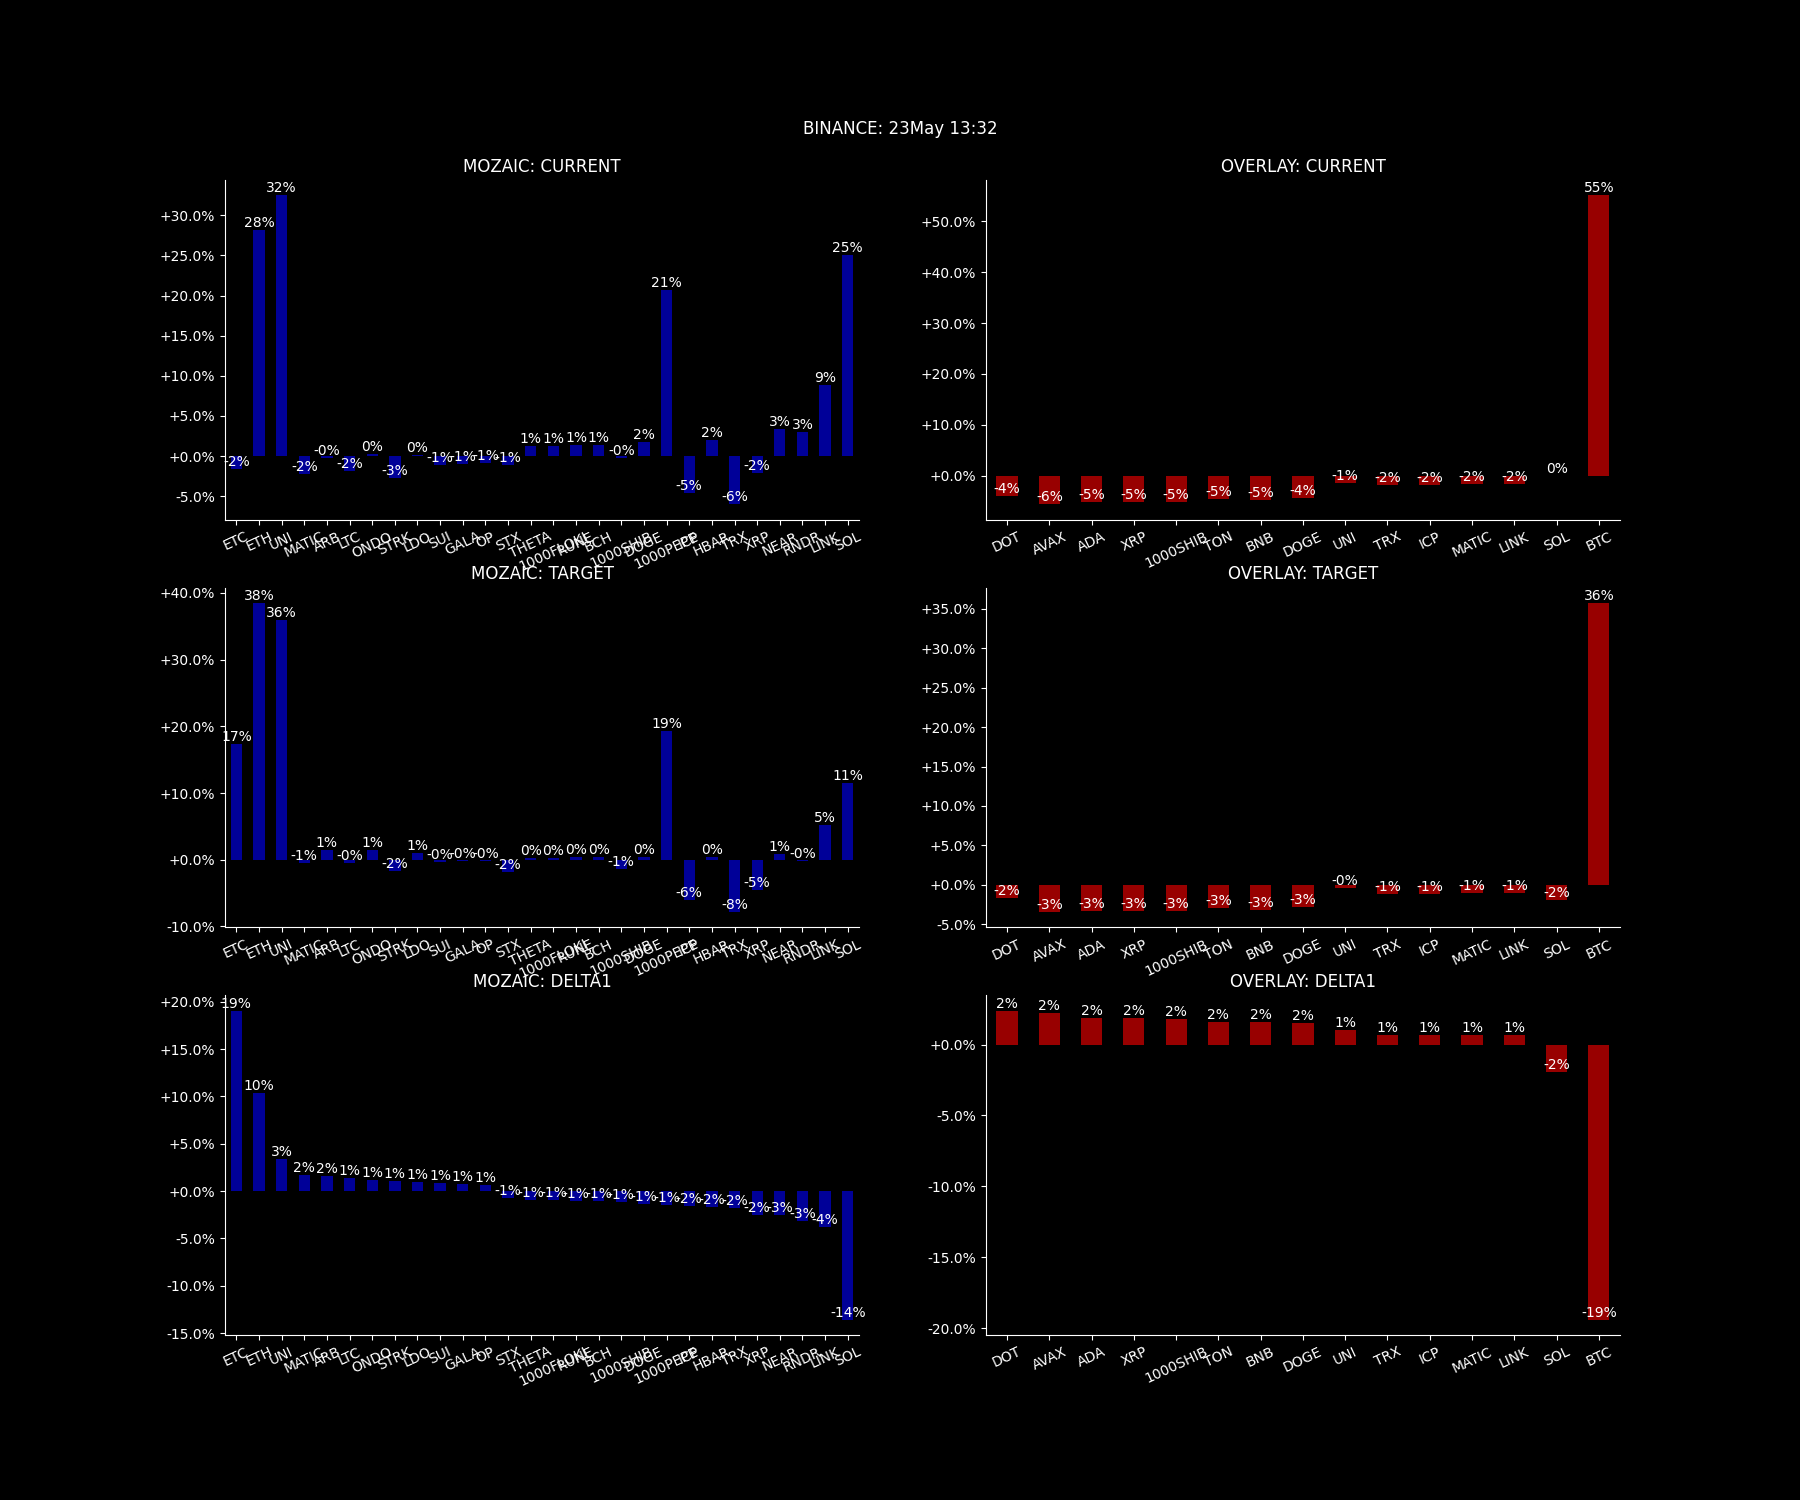 BINANCE: 23May 13:32
MOZAIC: CURRENT
+30.0%
+25.0%
+20.0%
+15.0%
+10.0%
+5.0%
+0.0%
-5.0%
-2% 28% 32% -2% -0% -2% 0% -3% 0% -1% -1% -1% -1% 1% 1% 1% 1% -0% 2% 21% -5% 2% -6% -2% 3% 3% 9% 25%
ETC ETH UNI MATIC ARB LTC ONDO STRK LDO SUI GALA OP STX THETA 1000FLOKI RUNE BCH 1000SHIB DOGE 1000PEPE ICP HBAR TRX XRP NEAR RNDR LINK SOL
OVERLAY: CURRENT
+50.0%
+40.0%
+30.0%
+20.0%
+10.0%
+0.0%
-4% -6% -5% -5% -5% -5% -5% -4% -1% -2% -2% -2% -2% 0% 55%
DOT AVAX ADA XRP 1000SHIB TON BNB DOGE UNI TRX ICP MATIC LINK SOL BTC
MOZAIC: TARGET
+40.0%
+30.0%
+20.0%
+10.0%
+0.0%
-10.0%
17% 38% 36% -1% 1% -0% 1% -2% 1% -0% -0% -0% -2% 0% 0% 0% 0% -1% 0% 19% -6% 0% -8% -5% 1% -0% 5% 11%
ETC ETH UNI MATIC ARB LTC ONDO STRK LDO SUI GALA OP STX THETA 1000FLOKI RUNE BCH 1000SHIB DOGE 1000PEPE ICP HBAR TRX XRP NEAR RNDR LINK SOL
OVERLAY: TARGET
+35.0%
+30.0%
+25.0%
+20.0%
+15.0%
+10.0%
+5.0%
+0.0%
-5.0%
-2% -3% -3% -3% -3% -3% -3% -3% -0% -1% -1% -1% -1% -2% 36%
DOT AVAX ADA XRP 1000SHIB TON BNB DOGE UNI TRX ICP MATIC LINK SOL BTC
MOZAIC: DELTA1
+20.0%
+15.0%
+10.0%
+5.0%
+0.0%
-5.0%
-10.0%
-15.0%
19% 10% 3% 2% 2% 1% 1% 1% 1% 1% 1% 1% -1% -1% -1% -1% -1% -1% -1% -1% -2% -2% -2% -2% -3% -3% -4% -14%
ETC ETH UNI MATIC ARB LTC ONDO STRK LDO SUI GALA OP STX THETA 1000FLOKI RUNE BCH 1000SHIB DOGE 1000PEPE ICP HBAR TRX XRP NEAR RNDR LINK SOL
OVERLAY: DELTA1
+0.0%
-5.0%
-10.0%
-15.0%
-20.0%
2% 2% 2% 2% 2% 2% 2% 2% 1% 1% 1% 1% 1% -2% -19%
DOT AVAX ADA XRP 1000SHIB TON BNB DOGE UNI TRX ICP MATIC LINK SOL BTC